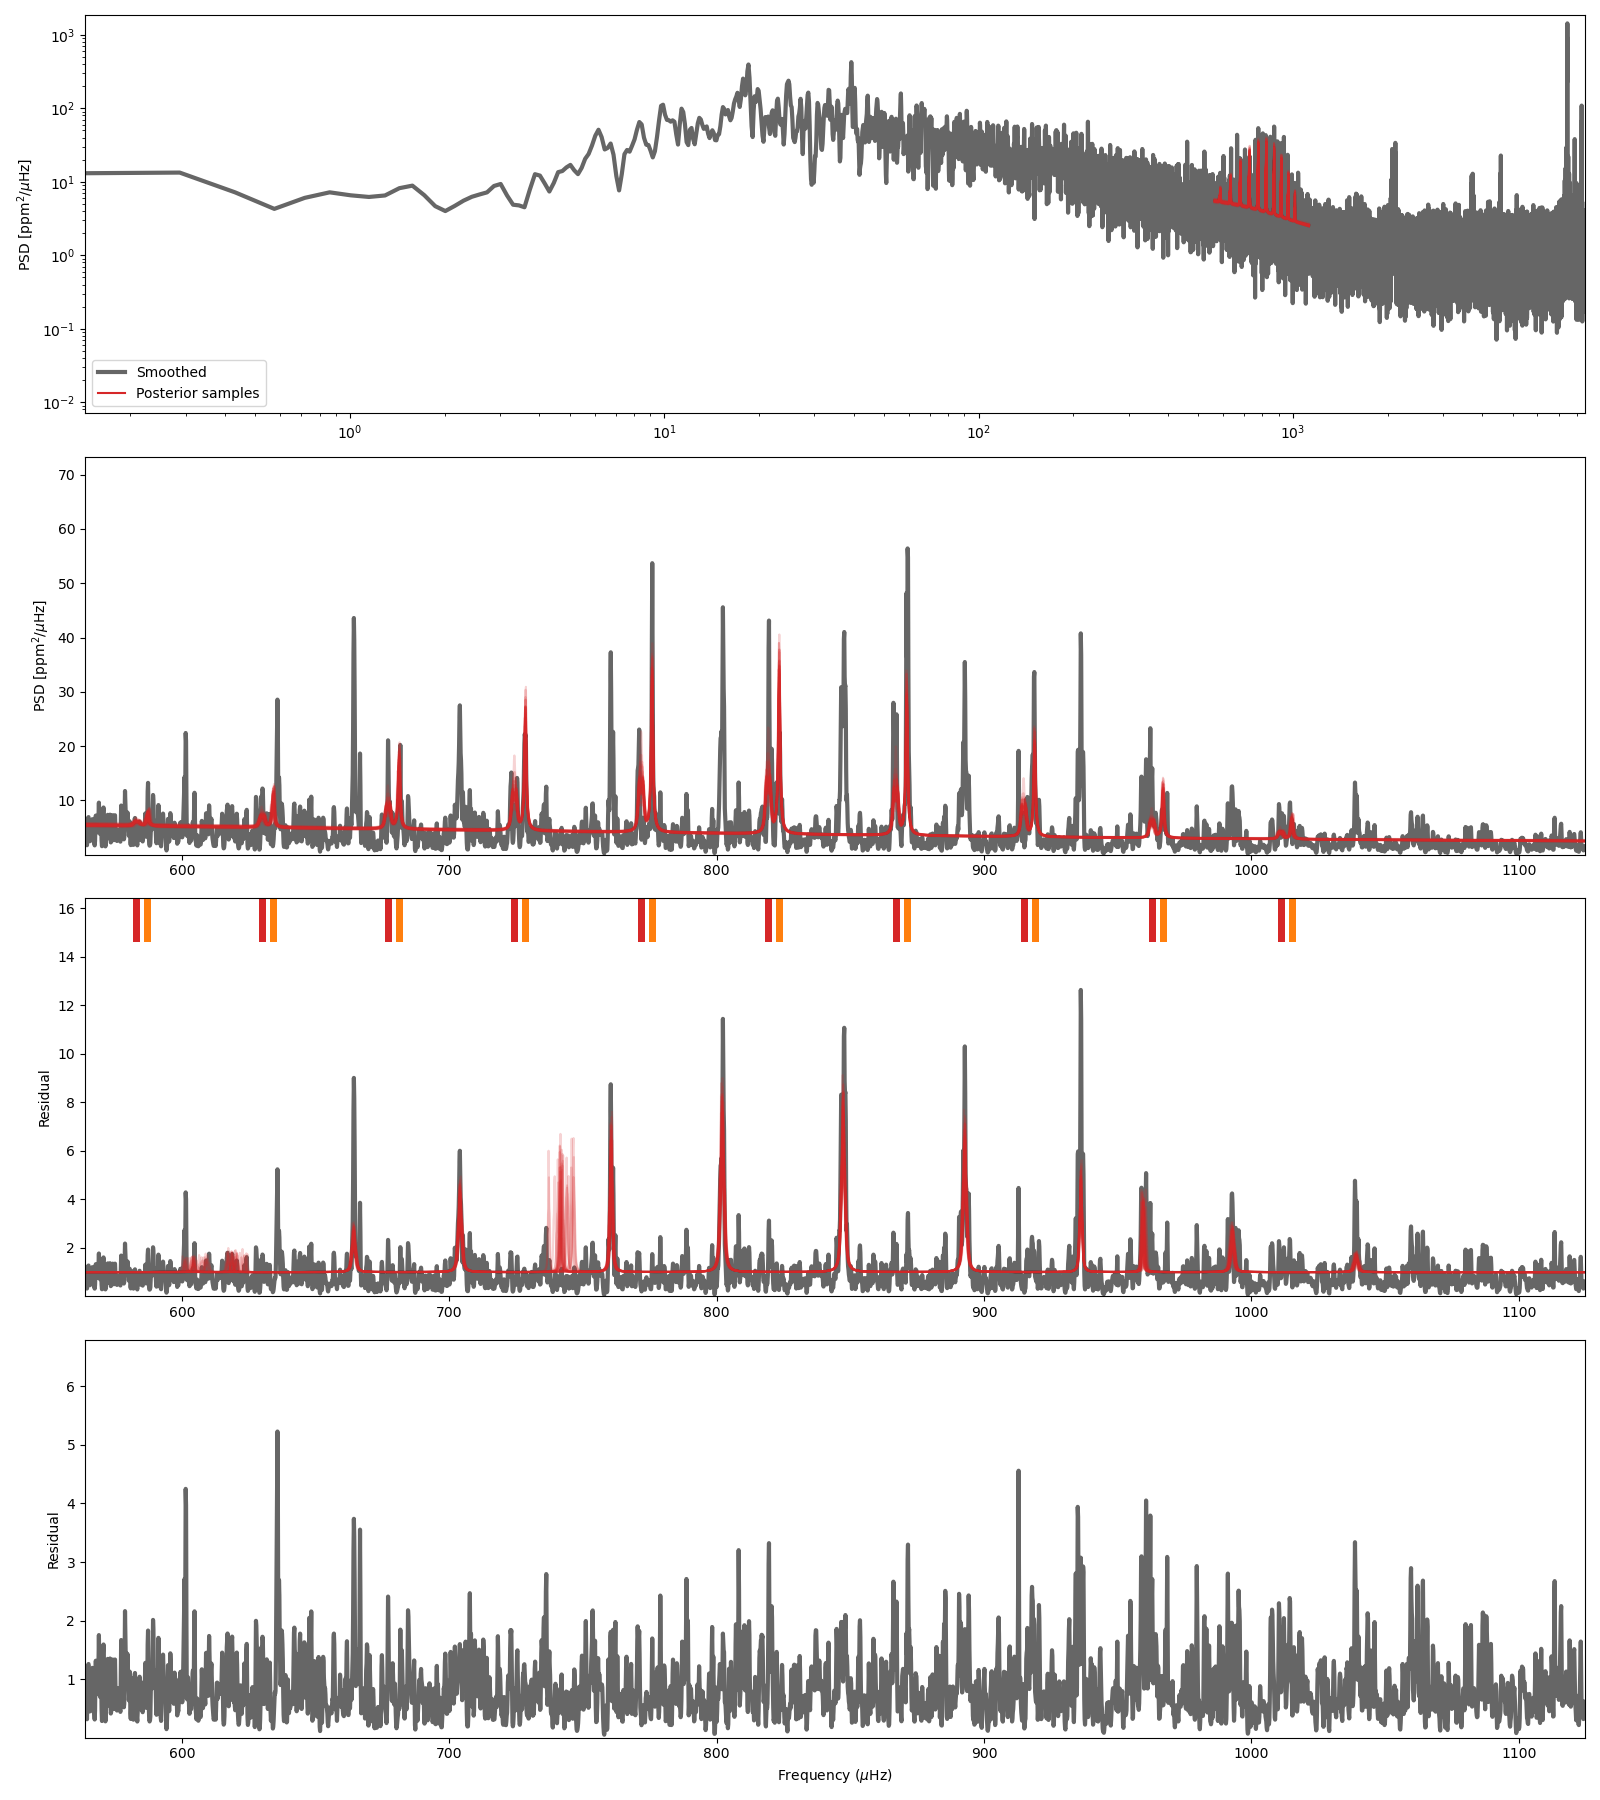 10³
10²
10¹
10⁰
10⁻¹
10⁻²
PSD [ppm²/μHz]
Smoothed
Posterior samples
10⁰ 10¹ 10² 10³
70
60
50
40
30
20
10
PSD [ppm²/μHz]
600 700 800 900 1000 1100
16
14
12
10
8
6
4
2
Residual
600 700 800 900 1000 1100
6
5
4
3
2
1
Residual
600 700 800 900 1000 1100
Frequency (μHz)